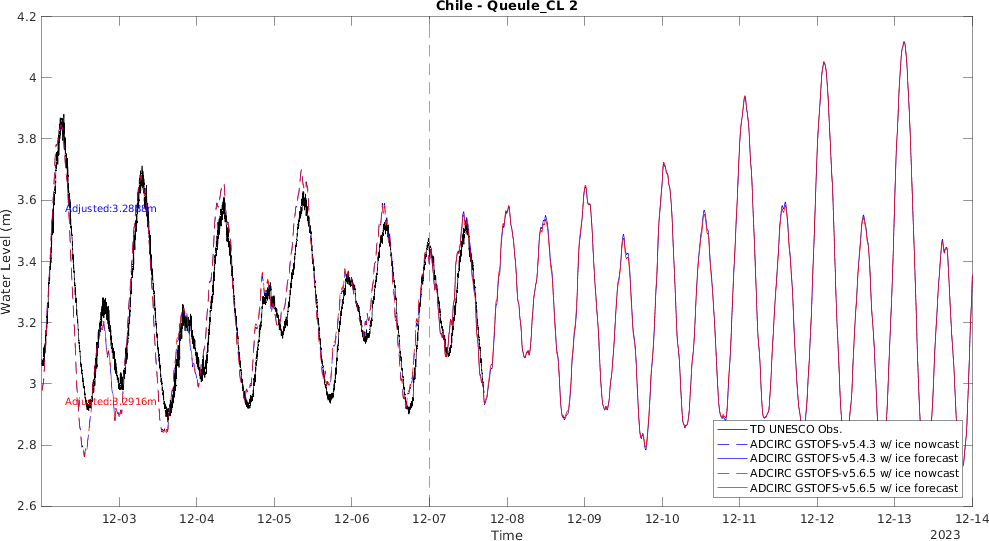 Chile - Queule_CL 2
4.2
4
3.8
3.6
3.4
3.2
3
2.8
2.6
Water Level (m)
Adjusted:3.2888m
Adjusted:3.2916m
TD UNESCO Obs.
ADCIRC GSTOFS-v5.4.3 w/ ice nowcast
ADCIRC GSTOFS-v5.4.3 w/ ice forecast
ADCIRC GSTOFS-v5.6.5 w/ ice nowcast
ADCIRC GSTOFS-v5.6.5 w/ ice forecast
12-03 12-04 12-05 12-06 12-07 12-08 12-09 12-10 12-11 12-12 12-13 12-14
Time
2023